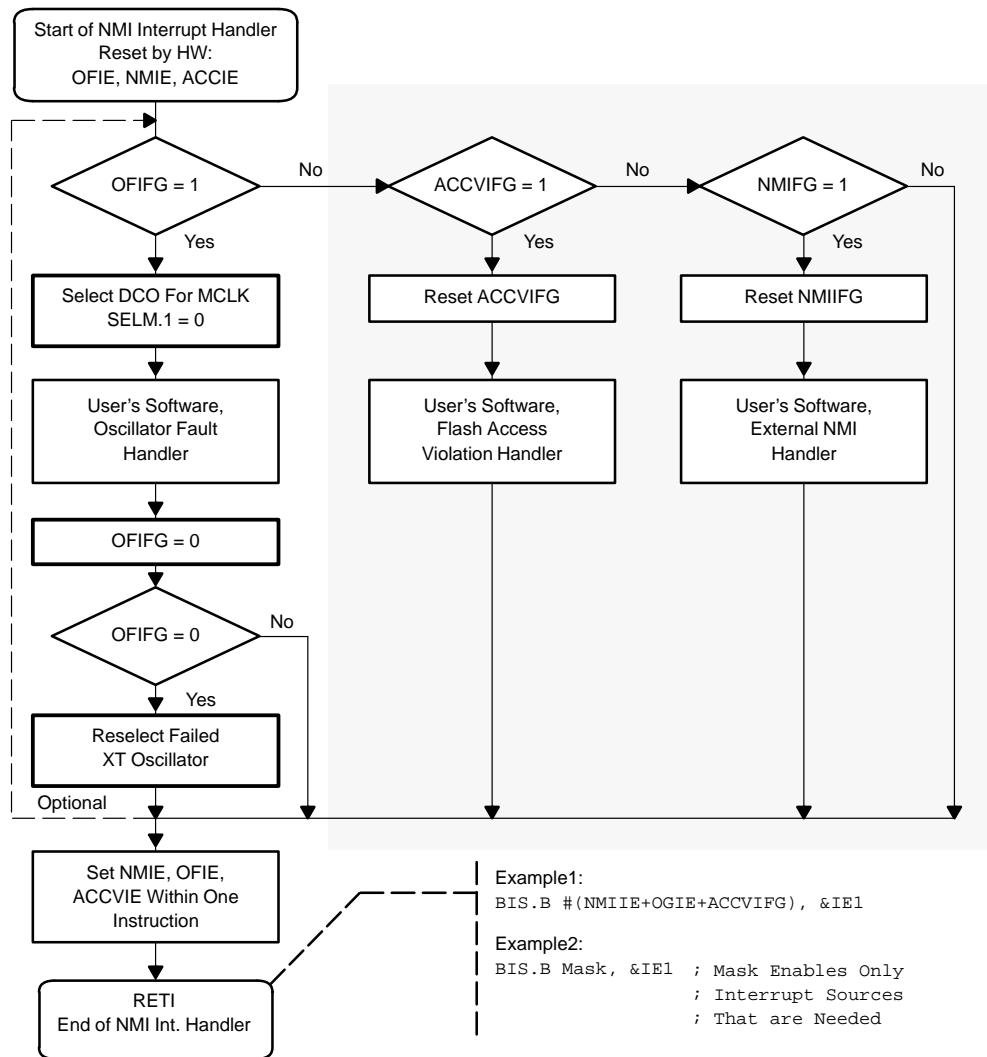 Start of NMI Interrupt Handler
Reset by HW:
OFIE, NMIE, ACCIE
OFIFG = 1
No
ACCVIFG = 1
No
NMIFG = 1
No
Yes
Yes
Yes
Select DCO For MCLK
SELM.1 = 0
Reset ACCVIFG
Reset NMIIFG
User's Software,
Oscillator Fault
Handler
User's Software,
Flash Access
Violation Handler
User's Software,
External NMI
Handler
OFIFG = 0
OFIFG = 0
No
Yes
Reselect Failed
XT Oscillator
Optional
Set NMIE, OFIE,
ACCVIE Within One
Instruction
RETI
End of NMI Int. Handler
Example1:
BIS.B #(NMIIE+OGIE+ACCVIFG), &IE1
Example2:
BIS.B Mask, &IE1 ; Mask Enables Only
; Interrupt Sources
; That are Needed